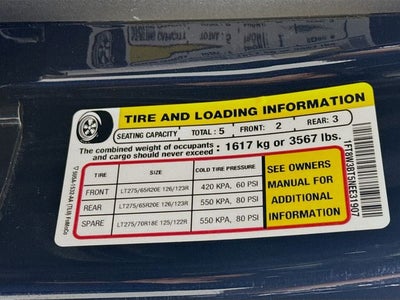 TIRE AND LOADING INFORMATION
SEATING CAPACITY TOTAL: 5 FRONT: 2 REAR: 3
The combined weight of occupants and cargo should never exceed : 1617 kg or 3567 lbs.
TIRE SIZE COLD TIRE PRESSURE
FRONT LT275/65R20E 126/123R 420 KPA, 60 PSI
REAR LT275/65R20E 126/123R 550 KPA, 80 PSI
SPARE LT275/70R18E 125/122R 550 KPA, 80 PSI
SEE OWNERS
MANUAL FOR
ADDITIONAL
INFORMATION